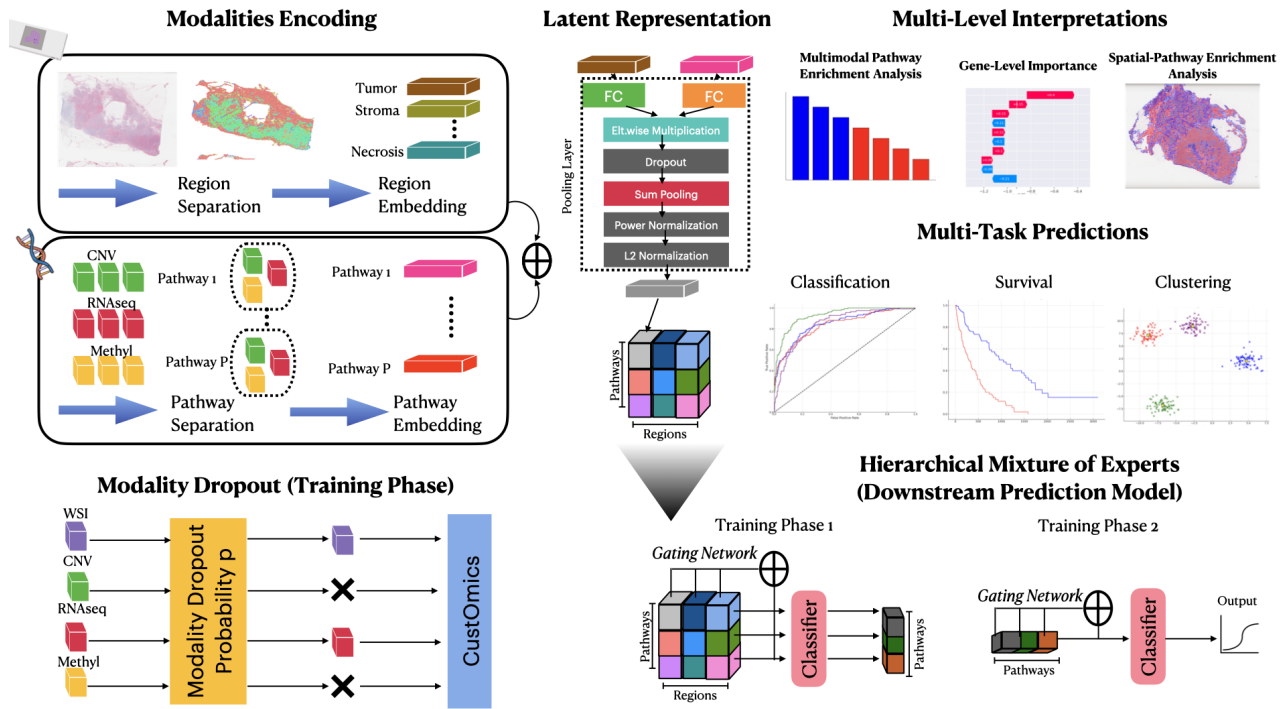 Modalities Encoding
Tumor
Stroma
Necrosis
Region
Separation
Region
Embedding
CNV
RNAseq
Methyl
Pathway 1
Pathway P
Pathway 1
Pathway P
Pathway
Separation
Pathway
Embedding
Latent Representation
FC
FC
Elt.wise Multiplication
Dropout
Sum Pooling
Power Normalization
L2 Normalization
Pooling Layer
Pathways
Regions
Multi-Level Interpretations
Multimodal Pathway
Enrichment Analysis
Gene-Level Importance
Spatial-Pathway Enrichment
Analysis
Multi-Task Predictions
Classification
Survival
Clustering
False Positive Rate
Modality Dropout (Training Phase)
WSI
CNV
RNAseq
Methyl
Modality Dropout
Probability p
CustOmics
Hierarchical Mixture of Experts
(Downstream Prediction Model)
Training Phase 1
Gating Network
Pathways
Regions
Classifier
Pathways
Training Phase 2
Gating Network
Pathways
Classifier
Output